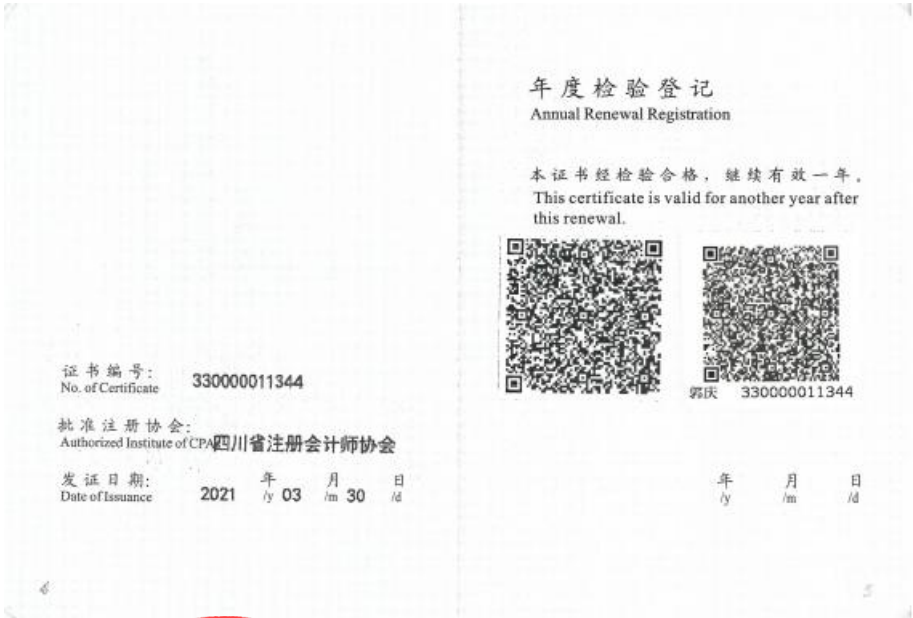 证书编号:
No. of Certificate
330000011344
批准注册协会:
Authorized Institute of CPA
四川省注册会计师协会
发证日期:
Date of Issuance
2021 年 03 月 30 日
/y /m /d
年度检验登记
Annual Renewal Registration
本证书经检验合格，继续有效一年。
This certificate is valid for another year after
this renewal.
郭庆 330000011344
年 月 日
/y /m /d
5